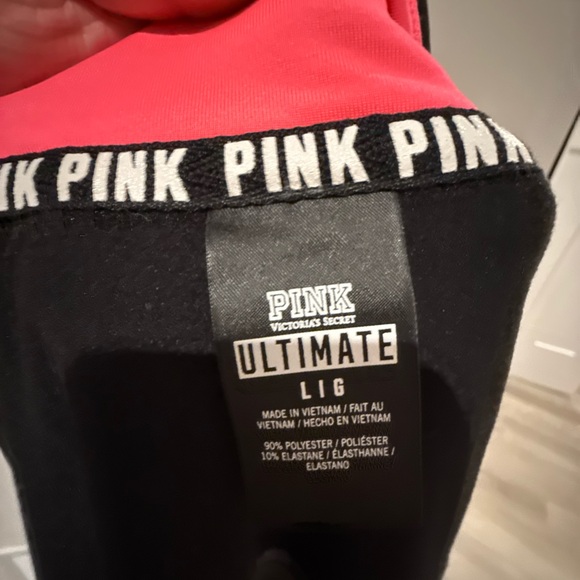 IK PINK PINK PINK
PINK
VICTORIA'S SECRET
ULTIMATE
L I G
MADE IN VIETNAM / FAIT AU
VIETNAM / HECHO EN VIETNAM
90% POLYESTER / POLIÉSTER
10% ELASTANE / ÉLASTHANNE /
ELASTANO